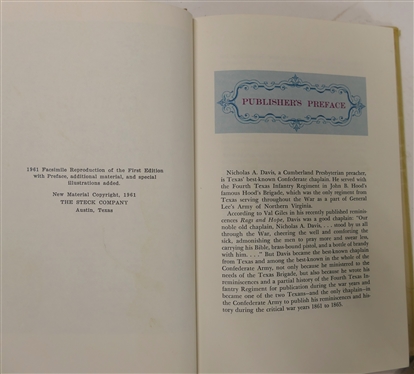 1961 Facsimile Reproduction of the First Edition
with Preface, additional material, and special
illustrations added.
New Material Copyright, 1961
THE STECK COMPANY
Austin, Texas
PUBLISHER'S PREFACE
Nicholas A. Davis, a Cumberland Presbyterian preacher,
is Texas' best-known Confederate chaplain. He served with
the Fourth Texas Infantry Regiment in John B. Hood's
famous Hood's Brigade, which was the only regiment from
Texas serving throughout the War as a part of General
Lee's Army of Northern Virginia.
According to Val Giles in his recently published reminis-
cences Rags and Hope, Davis was a good chaplain: "Our
noble old chaplain, Nicholas A. Davis, . . . stood by us all
through the War, cheering the well and comforting the
sick, admonishing the men to pray more and swear less,
carrying his Bible, brass-bound pistol, and a bottle of brandy
with him. . . ." But Davis became the best-known chaplain
from Texas and among the best-known in the whole of the
Confederate Army, not only because he ministered to the
needs of the Texas Brigade, but also because he wrote his
reminiscences and a partial history of the Fourth Texas In-
fantry Regiment for publication during the war years and
became one of the two Texans—and the only chaplain—in
the Confederate Army to publish his reminiscences and his-
tory during the critical war years 1861 to 1865.